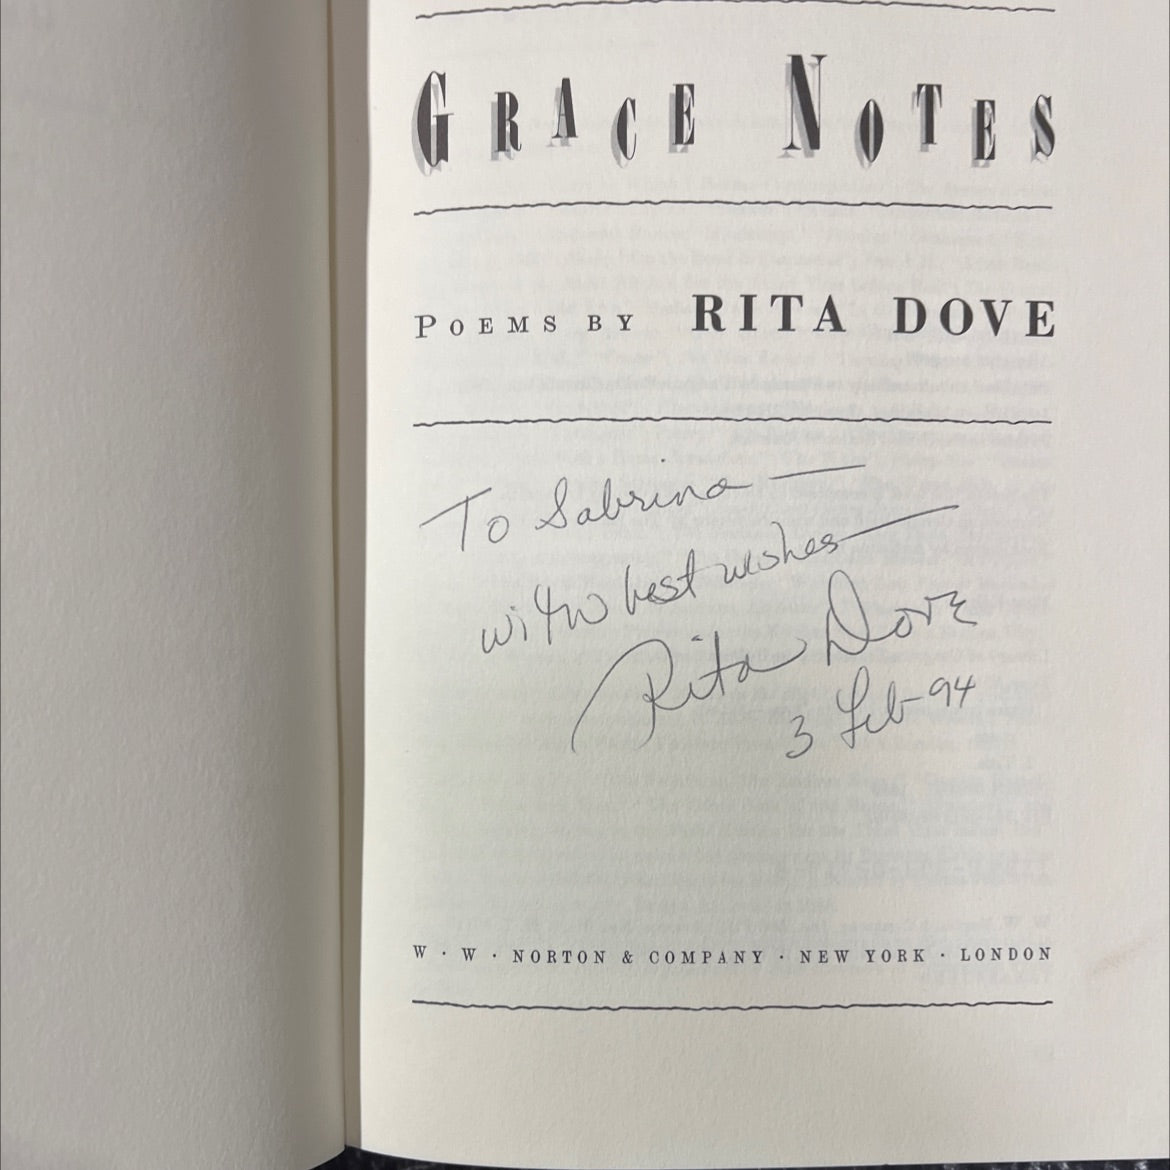 GRACE NOTES
POEMS BY RITA DOVE
To Sabrina —
with best wishes —
Rita Dove
3 Feb 94
W · W · NORTON & COMPANY · NEW YORK · LONDON